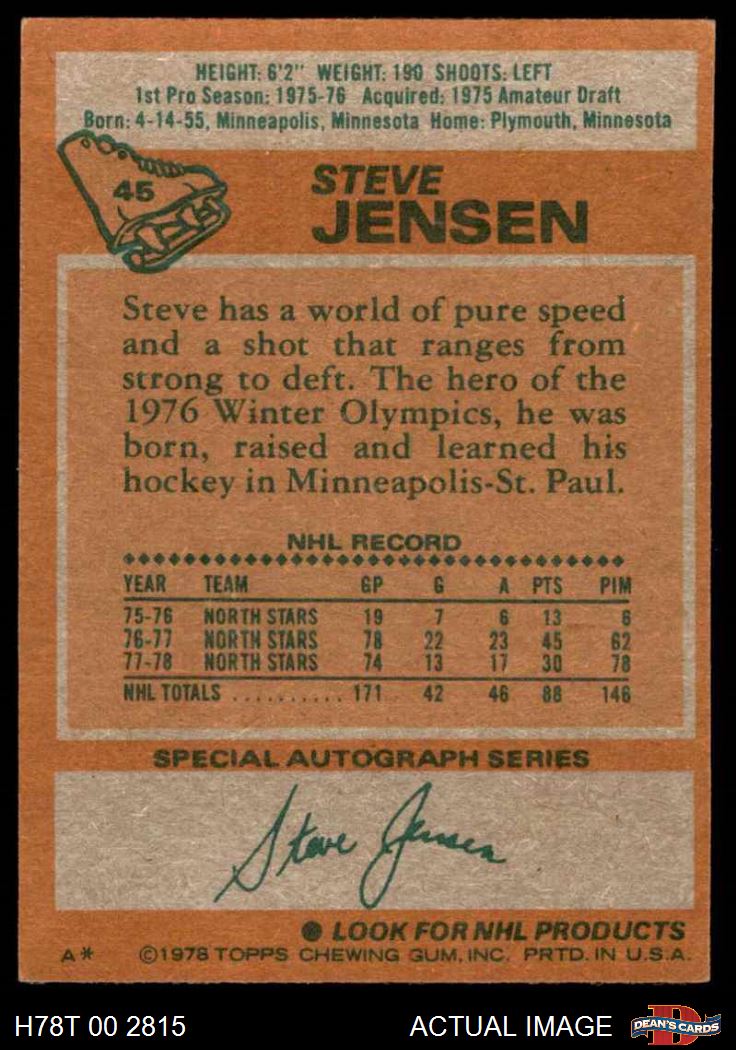 HEIGHT: 6'2" WEIGHT: 190 SHOOTS: LEFT
1st Pro Season: 1975-76 Acquired: 1975 Amateur Draft
Born: 4-14-55, Minneapolis, Minnesota Home: Plymouth, Minnesota
45
STEVE
JENSEN
Steve has a world of pure speed
and a shot that ranges from
strong to deft. The hero of the
1976 Winter Olympics, he was
born, raised and learned his
hockey in Minneapolis-St. Paul.
NHL RECORD
YEAR TEAM GP G A PTS PIM
75-76 NORTH STARS 19 7 6 13 6
76-77 NORTH STARS 78 22 23 45 62
77-78 NORTH STARS 74 13 17 30 78
NHL TOTALS .......... 171 42 46 88 146
SPECIAL AUTOGRAPH SERIES
Steve Jensen
● LOOK FOR NHL PRODUCTS
A* ©1978 TOPPS CHEWING GUM, INC. PRTD. IN U.S.A.
H78T 00 2815 ACTUAL IMAGE DEAN'S CARDS